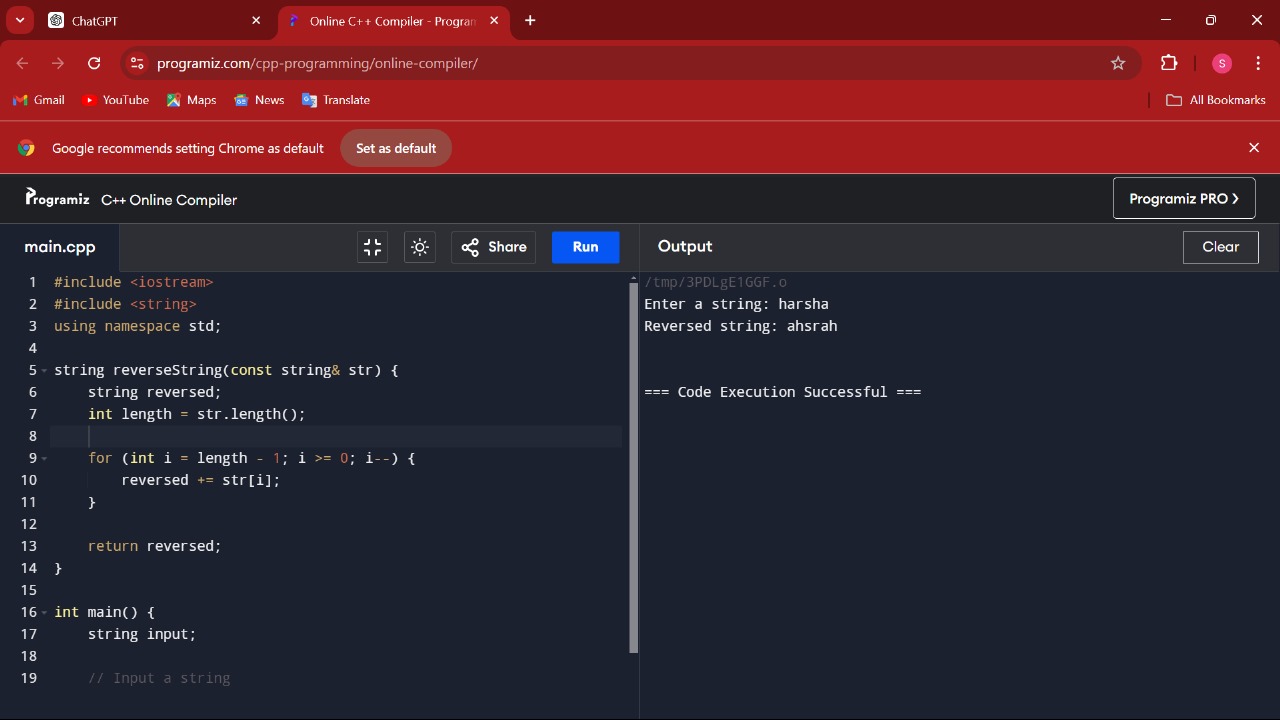 ChatGPT
Online C++ Compiler - Program
programiz.com/cpp-programming/online-compiler/
S
Gmail YouTube Maps News Translate All Bookmarks
Google recommends setting Chrome as default Set as default
Programiz C++ Online Compiler Programiz PRO
main.cpp Share Run Output Clear
1 #include <iostream>
2 #include <string>
3 using namespace std;
4
5 string reverseString(const string& str) {
6     string reversed;
7     int length = str.length();
8
9     for (int i = length - 1; i >= 0; i--) {
10         reversed += str[i];
11     }
12
13     return reversed;
14 }
15
16 int main() {
17     string input;
18
19     // Input a string
/tmp/3PDLgE1GGF.o
Enter a string: harsha
Reversed string: ahsrah
=== Code Execution Successful ===